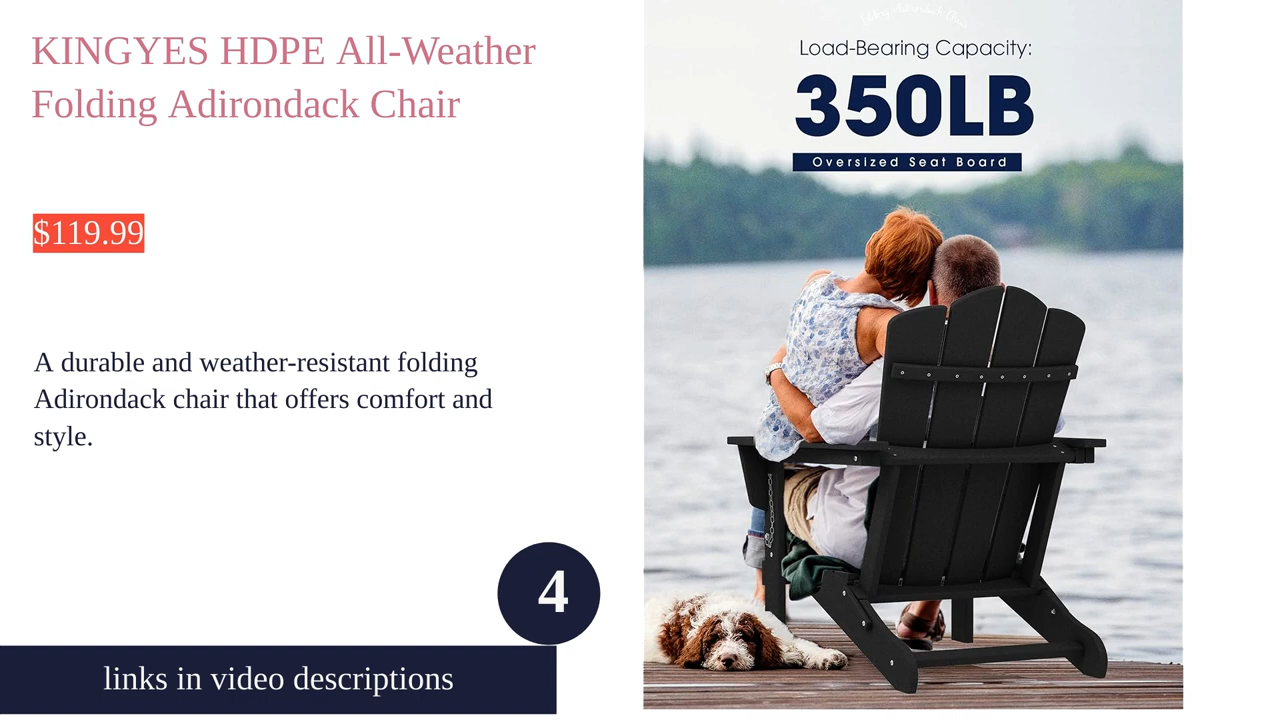 KINGYES HDPE All-Weather
Folding Adirondack Chair
$119.99
A durable and weather-resistant folding
Adirondack chair that offers comfort and
style.
4
links in video descriptions
Load-Bearing Capacity:
350LB
Oversized Seat Board